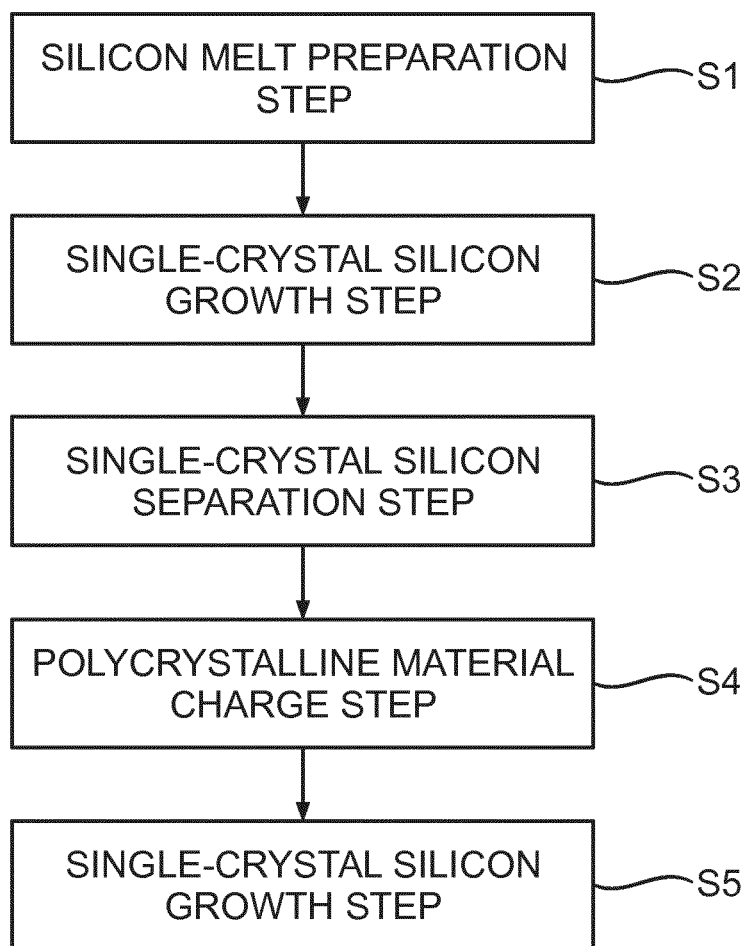 SILICON MELT PREPARATION
STEP
S1
SINGLE-CRYSTAL SILICON
GROWTH STEP
S2
SINGLE-CRYSTAL SILICON
SEPARATION STEP
S3
POLYCRYSTALLINE MATERIAL
CHARGE STEP
S4
SINGLE-CRYSTAL SILICON
GROWTH STEP
S5